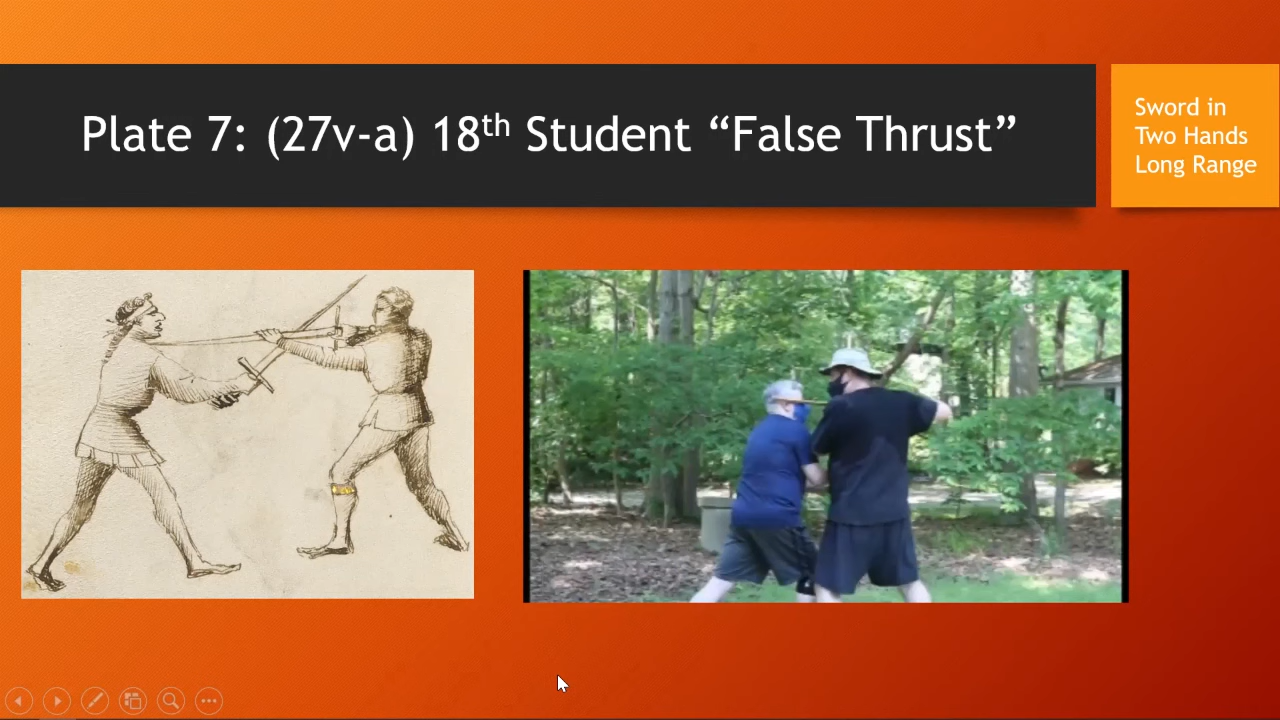 Plate 7: (27v-a) 18th Student “False Thrust”
Sword in
Two Hands
Long Range